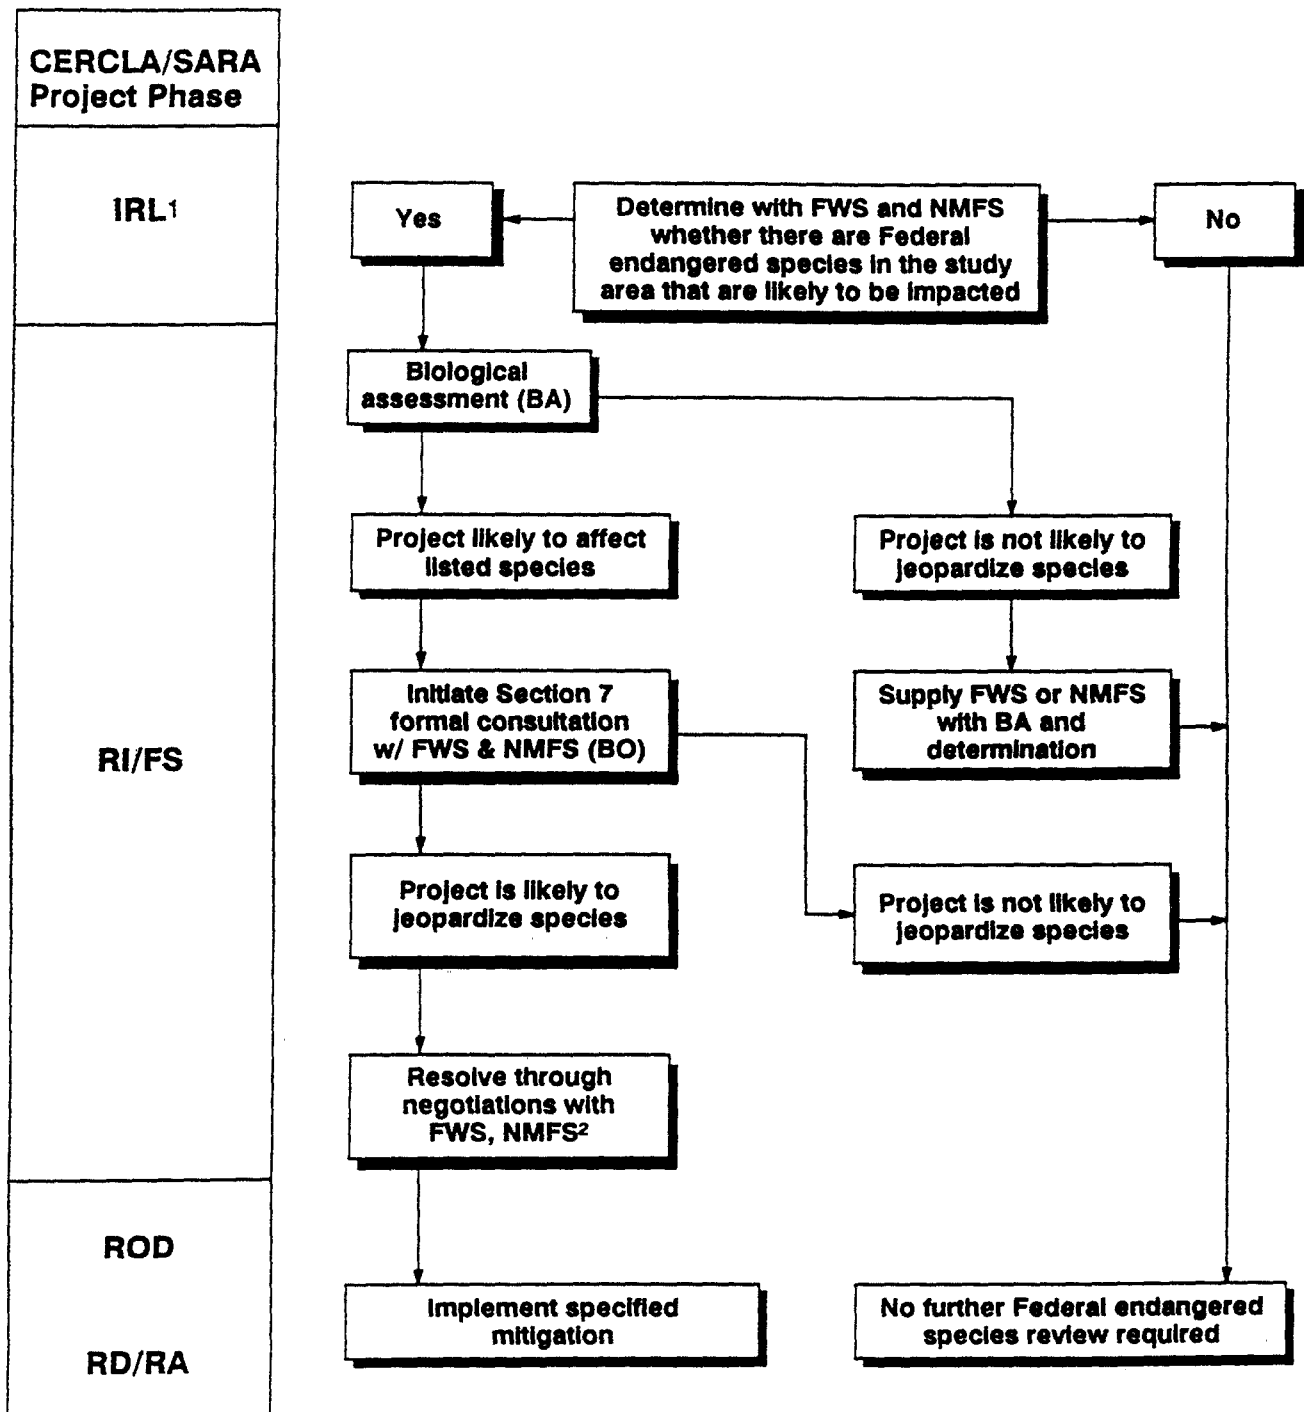 CERCLA/SARA
Project Phase
IRL1
Yes
Determine with FWS and NMFS
whether there are Federal
endangered species in the study
area that are likely to be impacted
No
RI/FS
Biological
assessment (BA)
Project likely to affect
listed species
Project is not likely to
jeopardize species
Initiate Section 7
formal consultation
w/ FWS & NMFS (BO)
Supply FWS or NMFS
with BA and
determination
Project is likely to
jeopardize species
Project is not likely to
jeopardize species
Resolve through
negotiations with
FWS, NMFS²
ROD
RD/RA
Implement specified
mitigation
No further Federal endangered
species review required